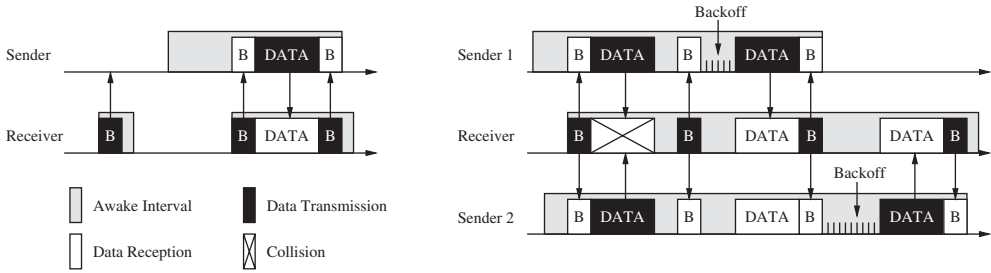 Sender
B
DATA
B
Receiver
B
B
DATA
B
Awake Interval
Data Transmission
Data Reception
Collision
Backoff
Sender 1
B
DATA
B
DATA
B
Receiver
B
B
DATA
B
DATA
B
Backoff
Sender 2
B
DATA
B
DATA
B
DATA
B